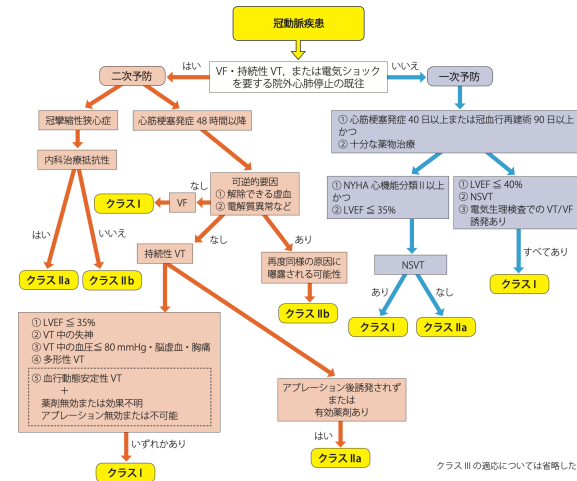 冠動脈疾患
二次予防
はい
VF・持続性 VT，または電気ショック
を要する院外心肺停止の既往
いいえ
一次予防
冠攣縮性狭心症
心筋梗塞発症 48 時間以降
① 心筋梗塞発症 40 日以上または冠血行再建術 90 日以上
かつ
② 十分な薬物治療
内科治療抵抗性
可逆的要因
① 解除できる虚血
② 電解質異常など
なし
VF
クラス I
① NYHA 心機能分類 II 以上
かつ
② LVEF ≦ 35%
① LVEF ≦ 40%
② NSVT
③ 電気生理検査での VT/VF
誘発あり
はい
いいえ
なし
あり
すべてあり
持続性 VT
再度同様の原因に
曝露される可能性
NSVT
クラス IIa
クラス IIb
クラス I
あり
なし
クラス IIb
クラス I
クラス IIa
① LVEF ≦ 35%
② VT 中の失神
③ VT 中の血圧≦ 80 mmHg・脳虚血・胸痛
④ 多形性 VT
⑤ 血行動態安定性 VT
＋
薬剤無効または効果不明
アブレーション無効または不可能
アブレーション後誘発されず
または
有効薬剤あり
いずれかあり
はい
クラス I
クラス IIa
クラス III の適応については省略した